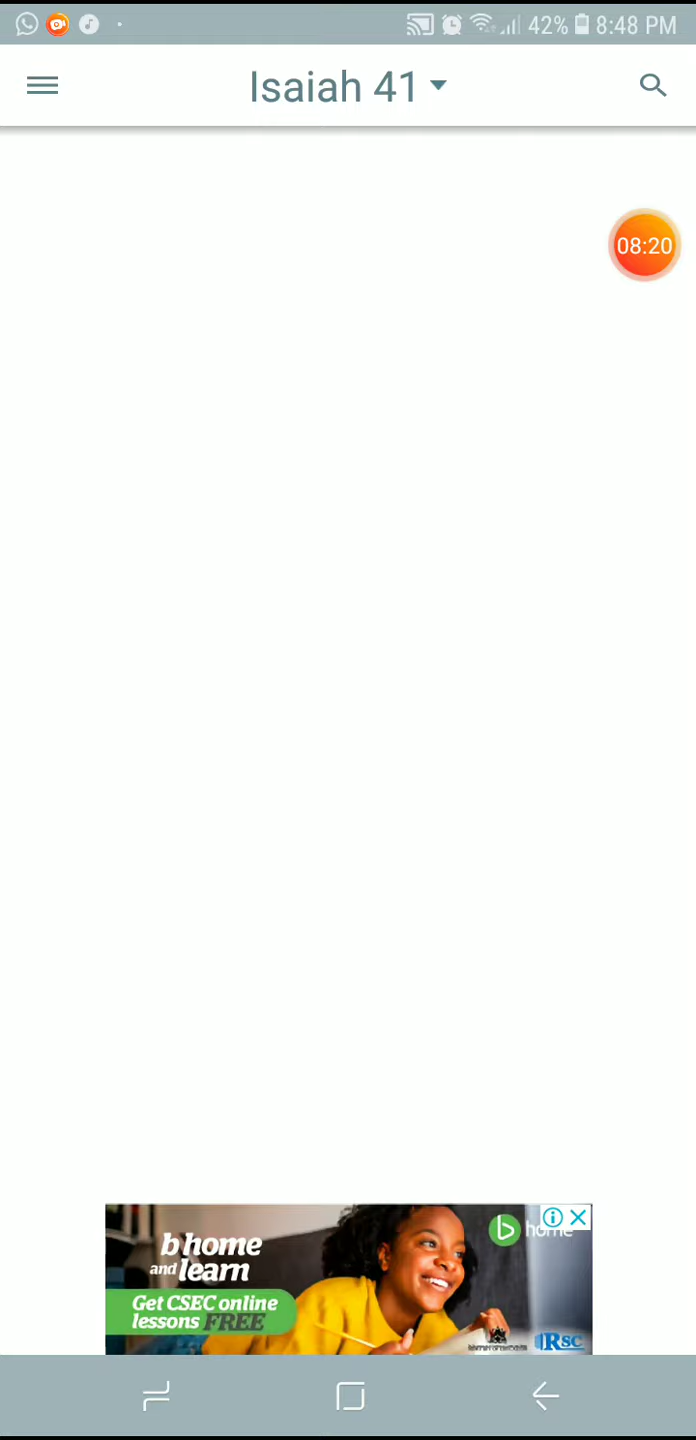 42% 8:48 PM
Isaiah 41
08:20
b home
b home
and learn
Get CSEC online
lessons FREE
RSC